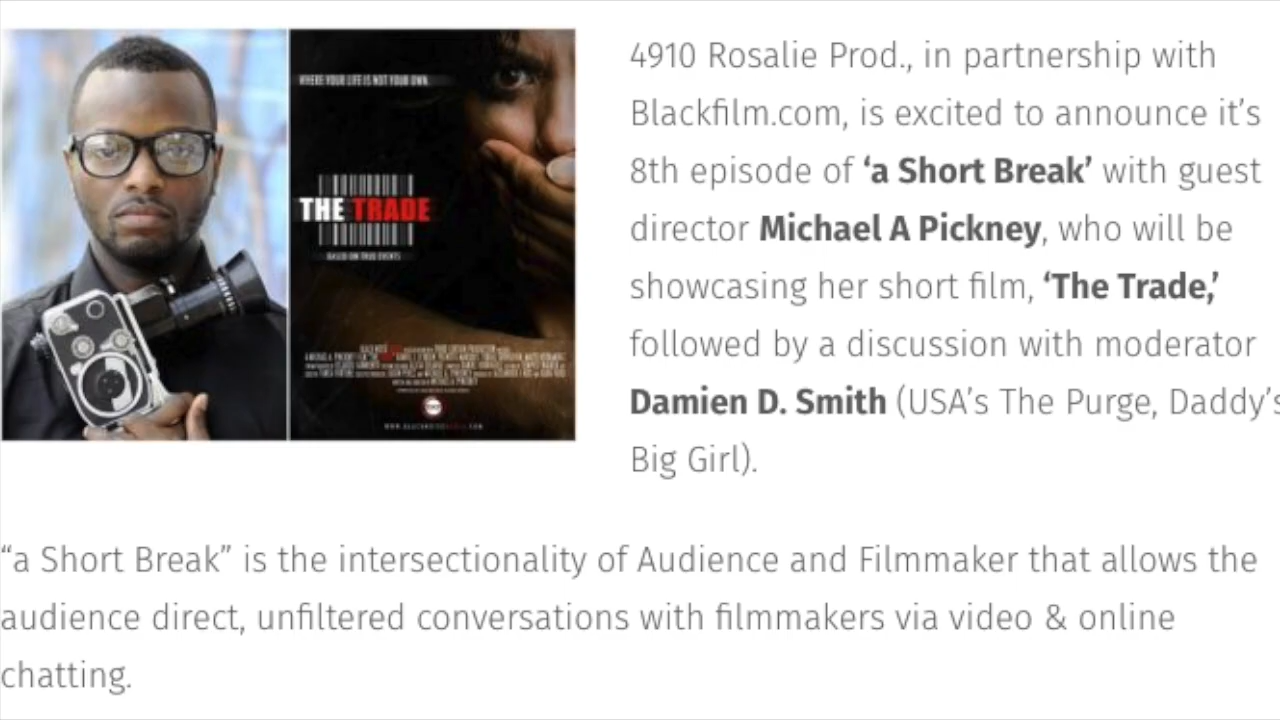 WHERE YOUR LIFE IS NOT YOUR OWN.
THE TRADE
BASED ON TRUE EVENTS
4910 Rosalie Prod., in partnership with
Blackfilm.com, is excited to announce it’s
8th episode of ‘a Short Break’ with guest
director Michael A Pickney, who will be
showcasing her short film, ‘The Trade,’
followed by a discussion with moderator
Damien D. Smith (USA’s The Purge, Daddy’s
Big Girl).
“a Short Break” is the intersectionality of Audience and Filmmaker that allows the
audience direct, unfiltered conversations with filmmakers via video & online
chatting.